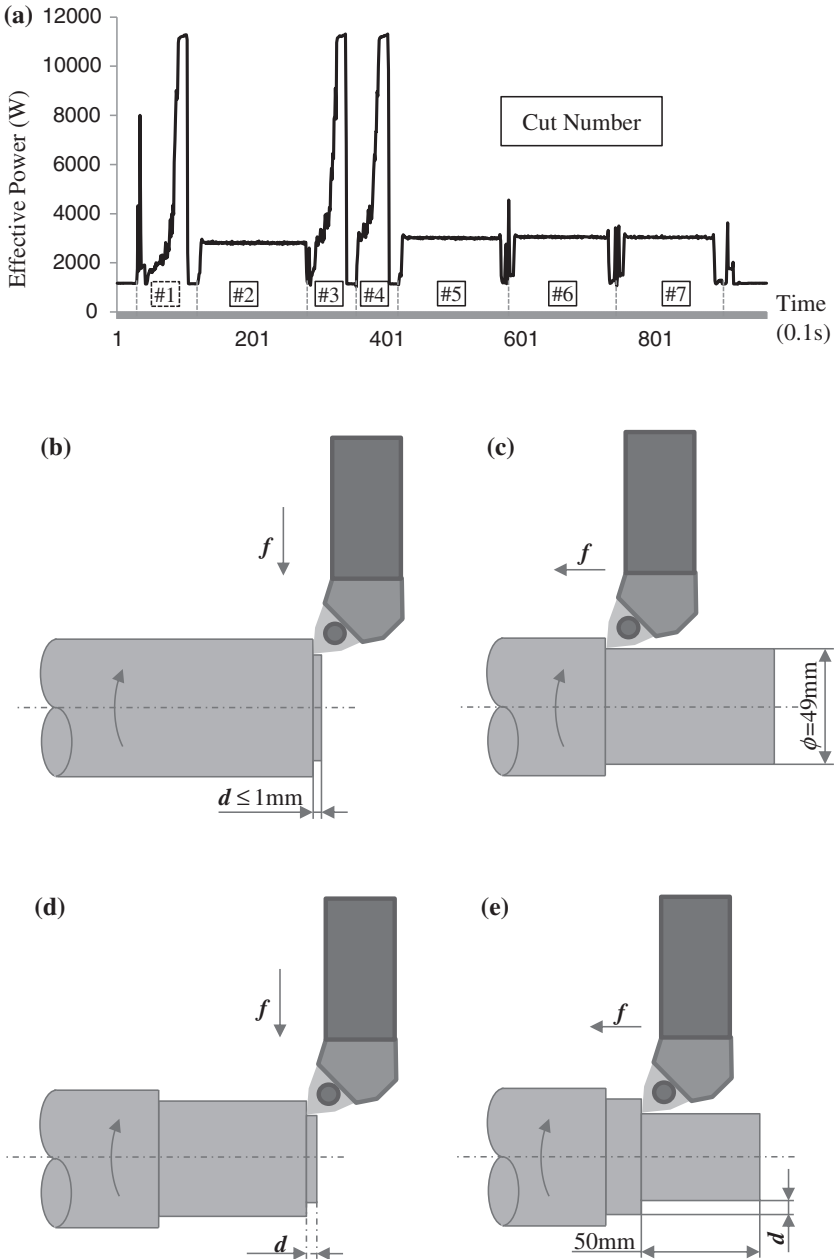 (a)
Effective Power (W)
12000
10000
8000
6000
4000
2000
0
Cut Number
#1
#2
#3
#4
#5
#6
#7
1
201
401
601
801
Time
(0.1s)
(b)
f
d ≤ 1mm
(c)
f
ϕ=49mm
(d)
f
d
(e)
f
50mm
d